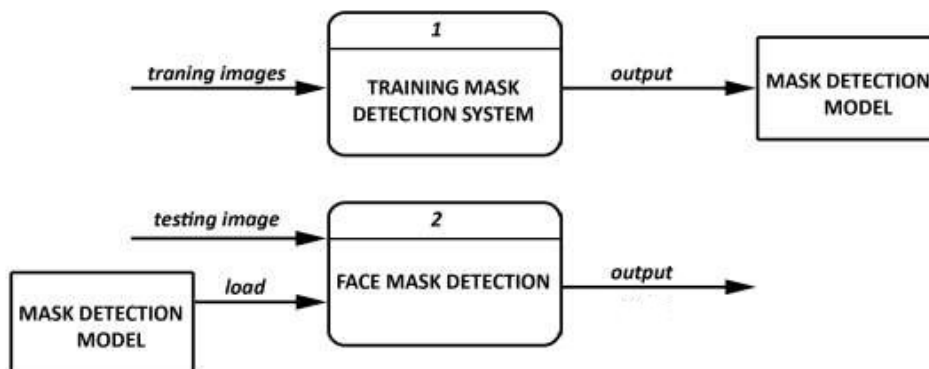 1
traning images
TRAINING MASK
DETECTION SYSTEM
output
MASK DETECTION
MODEL
testing image
2
load
FACE MASK DETECTION
output
MASK DETECTION
MODEL